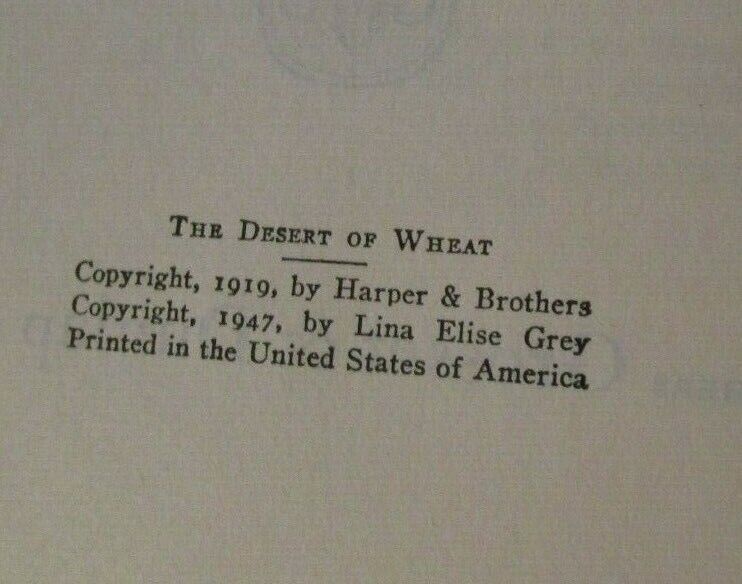 The Desert of Wheat
Copyright, 1919, by Harper & Brothers
Copyright, 1947, by Lina Elise Grey
Printed in the United States of America